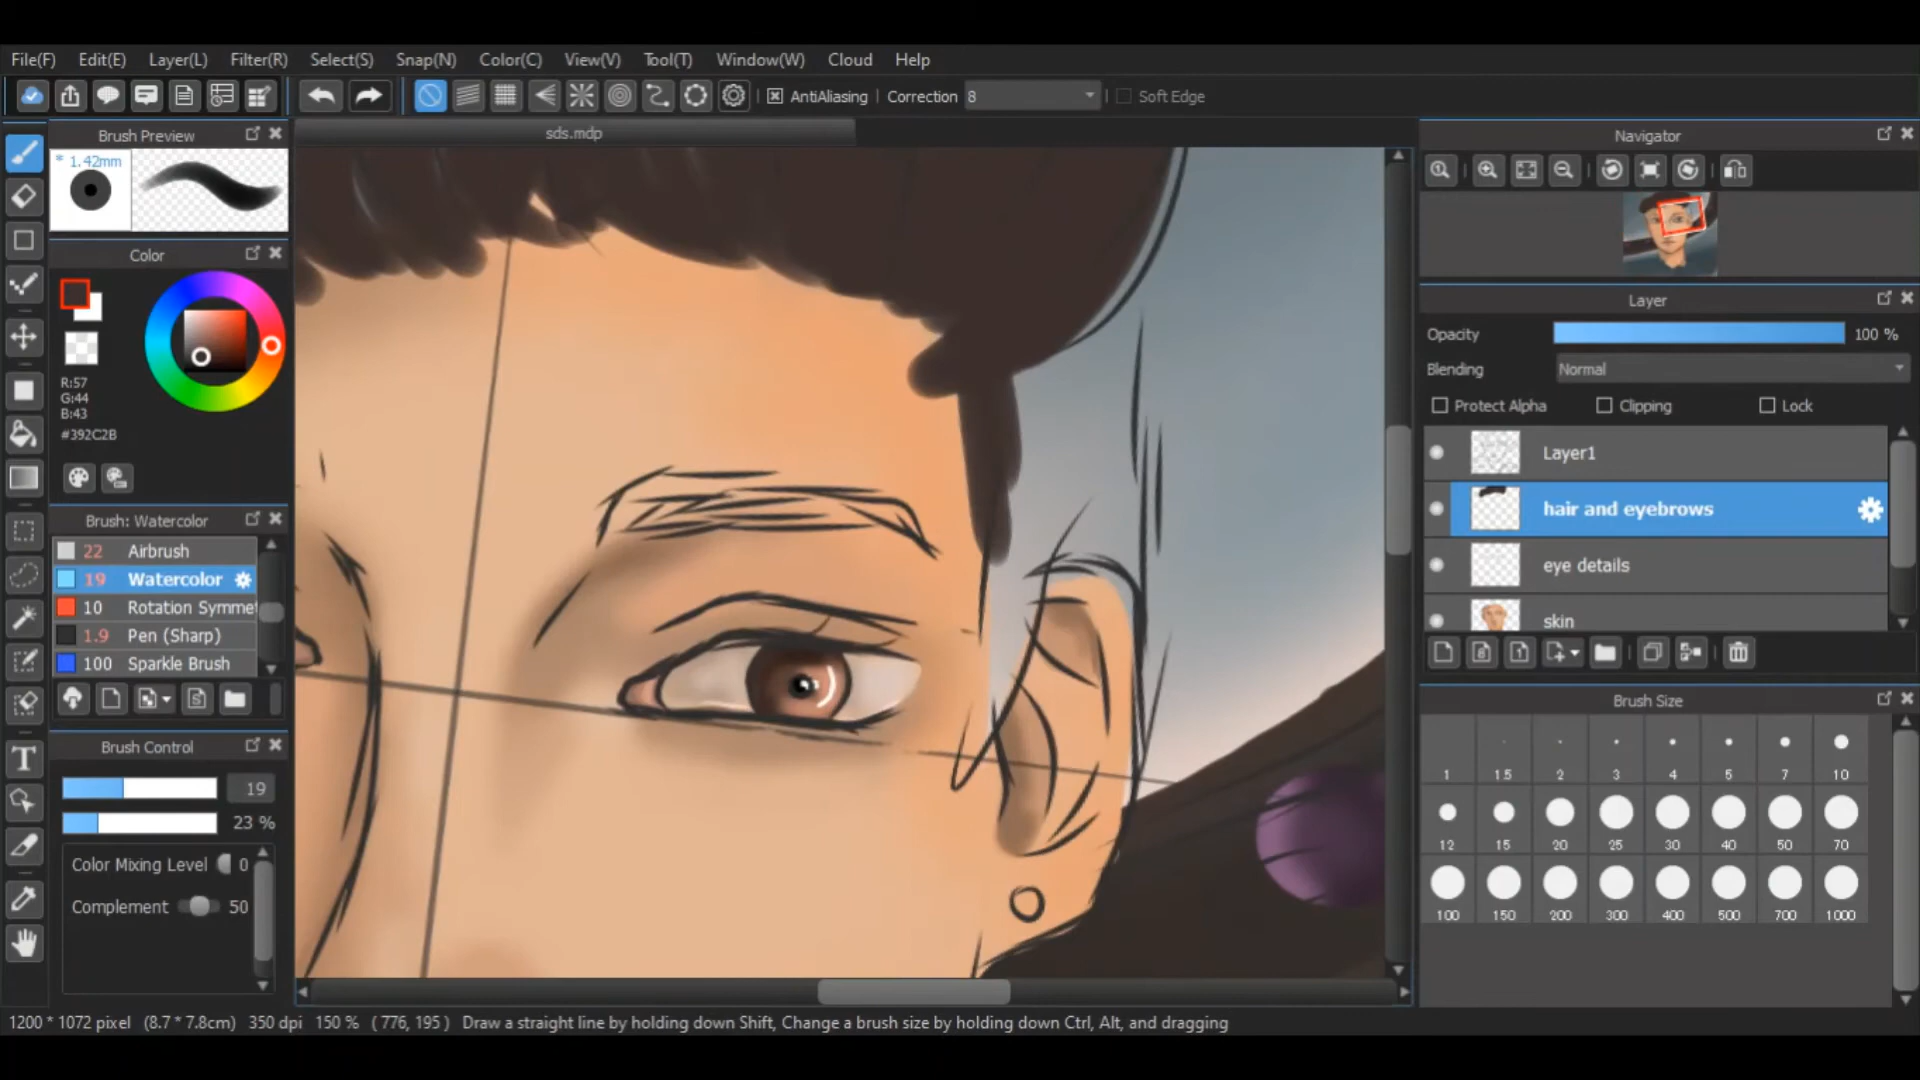 File(F) Edit(E) Layer(L) Filter(R) Select(S) Snap(N) Color(C) View(V) Tool(T) Window(W) Cloud Help
AntiAliasing Correction 8 Soft Edge
Brush Preview
* 1.42mm
Color
R:57
G:44
B:43
#392C2B
Brush: Watercolor
22 Airbrush
19 Watercolor
10 Rotation Symmet
1.9 Pen (Sharp)
100 Sparkle Brush
Brush Control
19
23 %
Color Mixing Level 0
Complement 50
sds.mdp
Navigator
Layer
Opacity 100 %
Blending Normal
Protect Alpha Clipping Lock
Layer1
hair and eyebrows
eye details
skin
Brush Size
1 1.5 2 3 4 5 7 10
12 15 20 25 30 40 50 70
100 150 200 300 400 500 700 1000
1200 * 1072 pixel (8.7 * 7.8cm) 350 dpi 150 % ( 776, 195 ) Draw a straight line by holding down Shift, Change a brush size by holding down Ctrl, Alt, and dragging